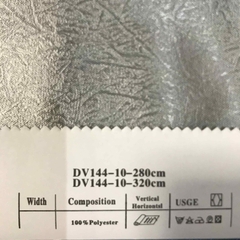 DV144-10-280cm
DV144-10-320cm
Width Composition Vertical Horizontal USGE
100%Polyester